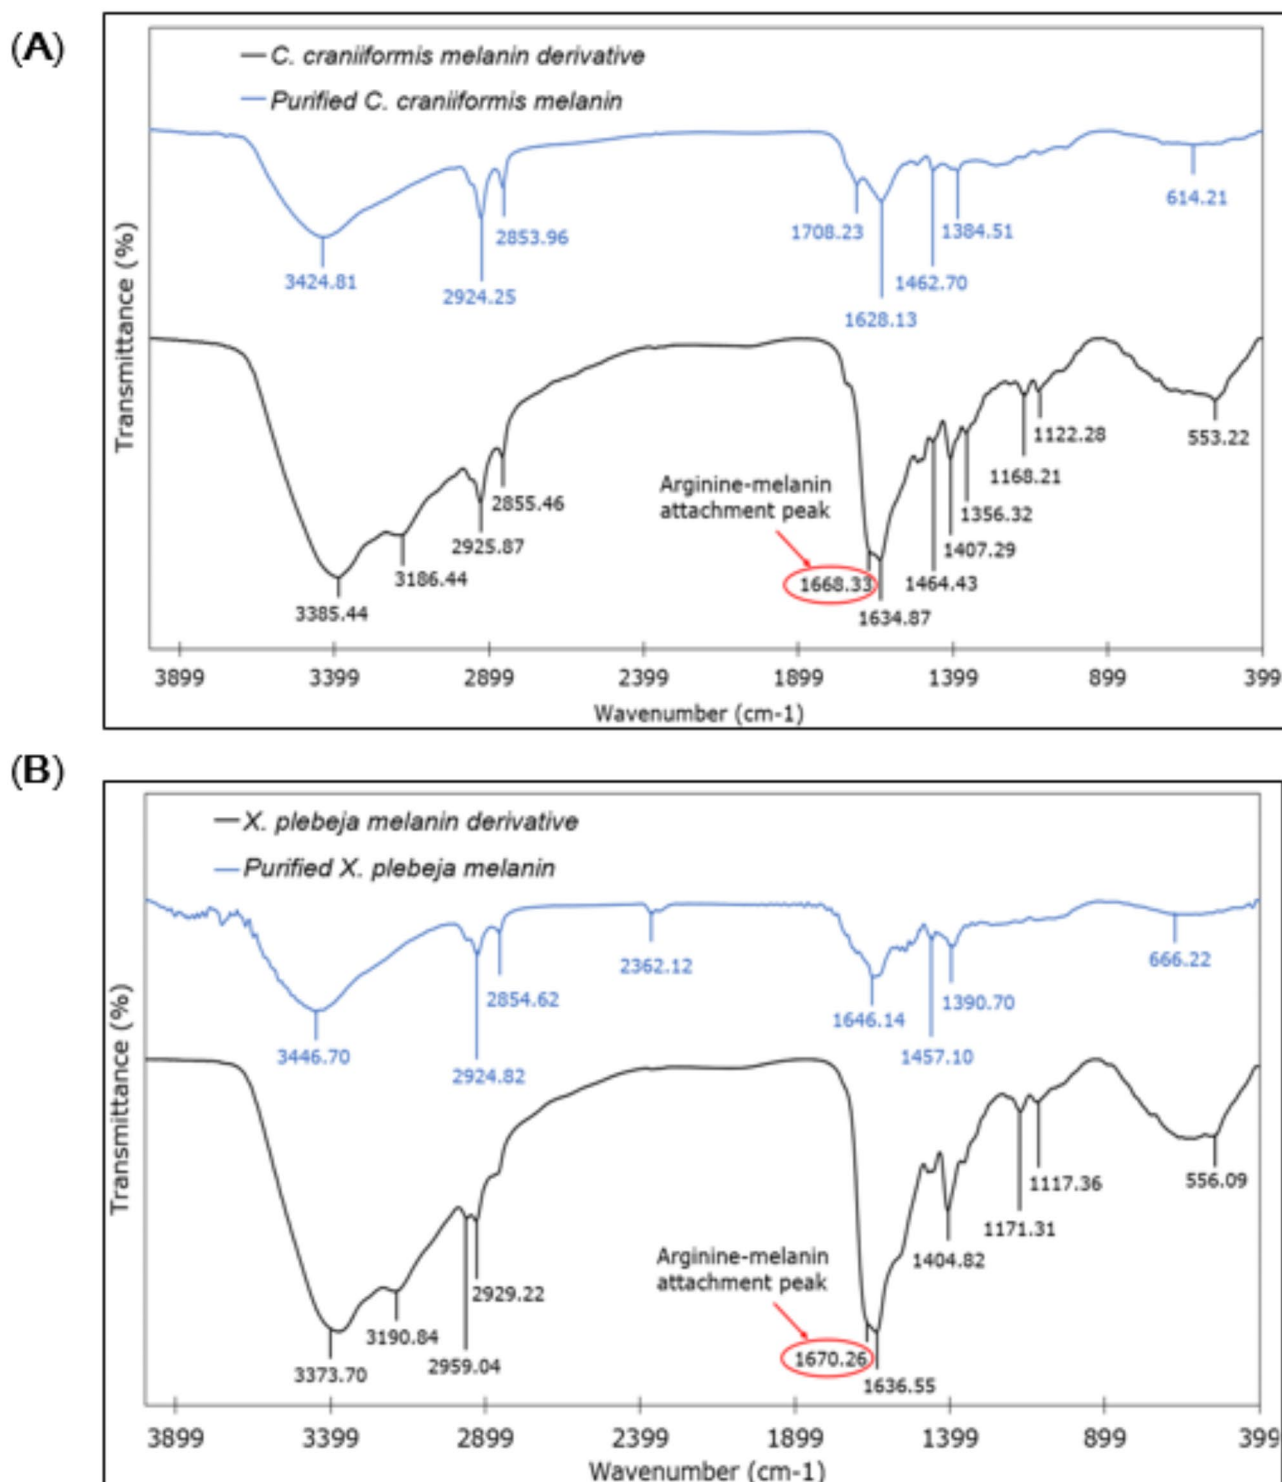 (A)
C. craniiformis melanin derivative
Purified C. craniiformis melanin
Transmittance (%)
3424.81
2924.25
2853.96
1708.23
1628.13
1462.70
1384.51
614.21
3385.44
3186.44
2925.87
2855.46
Arginine-melanin
attachment peak
1668.33
1634.87
1464.43
1407.29
1356.32
1168.21
1122.28
553.22
3899 3399 2899 2399 1899 1399 899 399
Wavenumber (cm-1)
(B)
X. plebeja melanin derivative
Purified X. plebeja melanin
Transmittance (%)
3446.70
2924.82
2854.62
2362.12
1646.14
1457.10
1390.70
666.22
3373.70
3190.84
2959.04
2929.22
Arginine-melanin
attachment peak
1670.26
1636.55
1404.82
1171.31
1117.36
556.09
3899 3399 2899 2399 1899 1399 899 399
Wavenumber (cm-1)